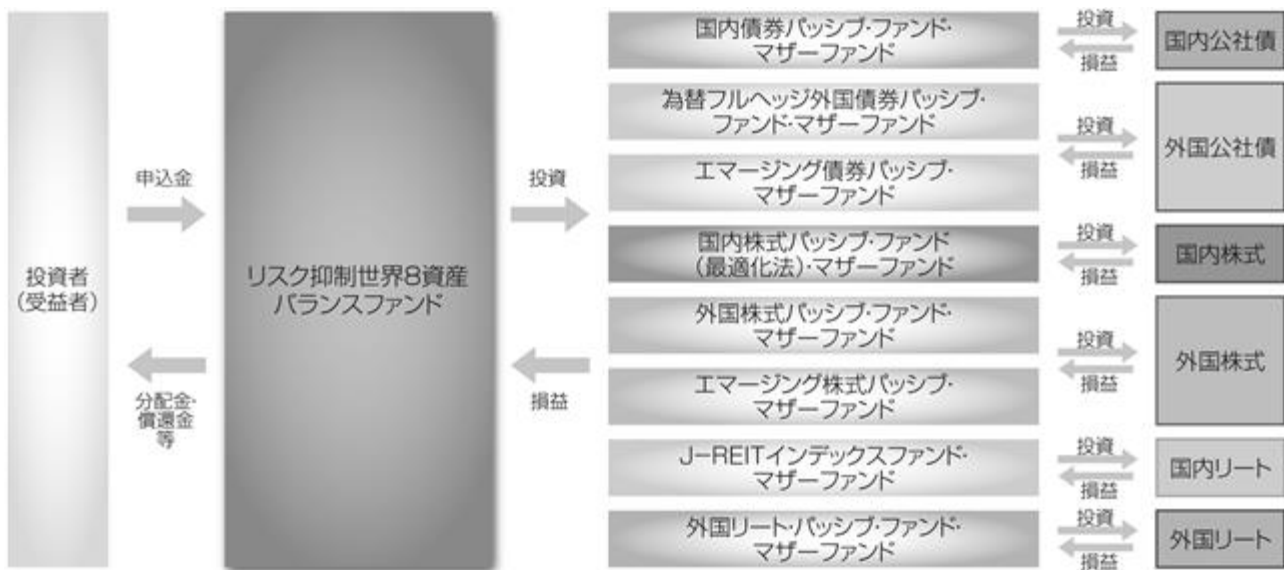 投資者
(受益者)
申込金
分配金・
償還金
等
リスク抑制世界8資産
バランスファンド
投資
損益
国内債券パッシブ・ファンド・
マザーファンド
投資
損益
国内公社債
為替フルヘッジ外国債券パッシブ・
ファンド・マザーファンド
エマージング債券パッシブ・
マザーファンド
投資
損益
外国公社債
国内株式パッシブ・ファンド
(最適化法)・マザーファンド
投資
損益
国内株式
外国株式パッシブ・ファンド・
マザーファンド
エマージング株式パッシブ・
マザーファンド
投資
損益
外国株式
J-REITインデックスファンド・
マザーファンド
投資
損益
国内リート
外国リート・パッシブ・ファンド・
マザーファンド
投資
損益
外国リート